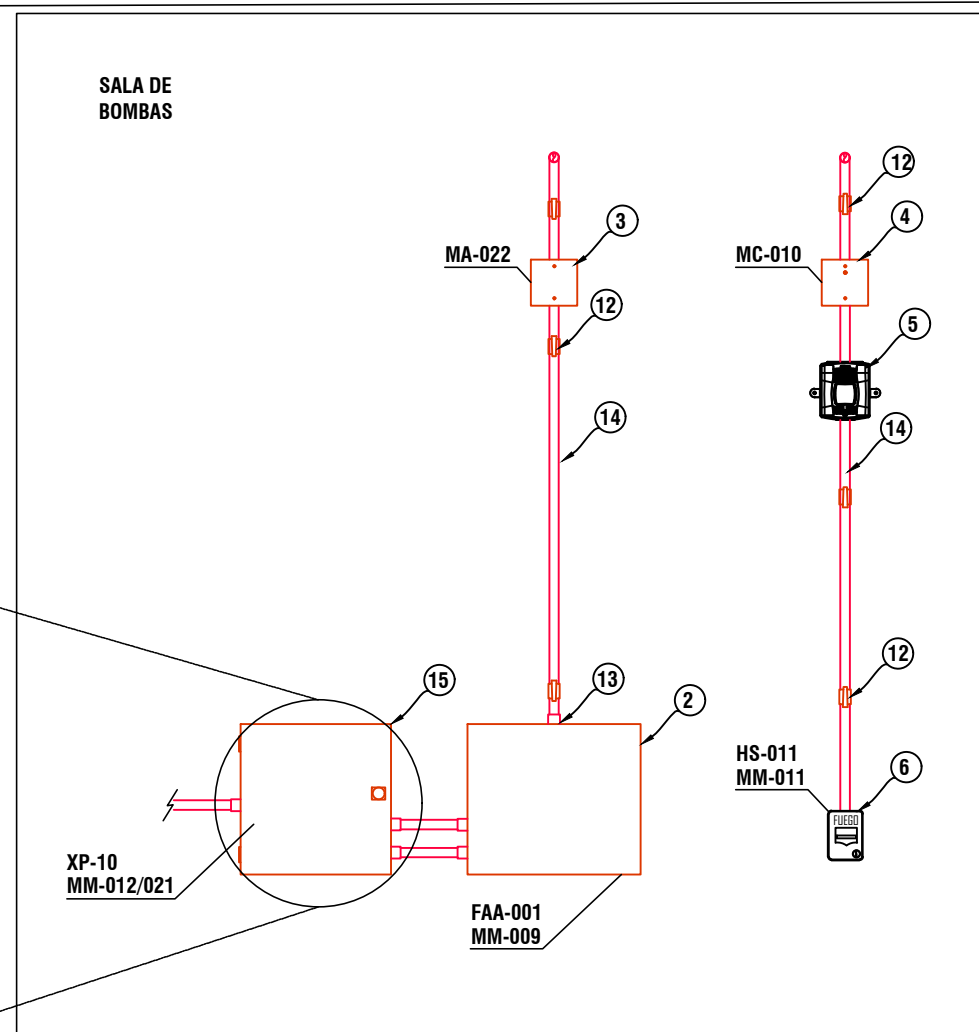 SALA DE
BOMBAS
12
3
4
MA-022
MC-010
12
5
14
14
12
15
13
2
HS-011
MM-011
6
FUEGO
XP-10
MM-012/021
FAA-001
MM-009